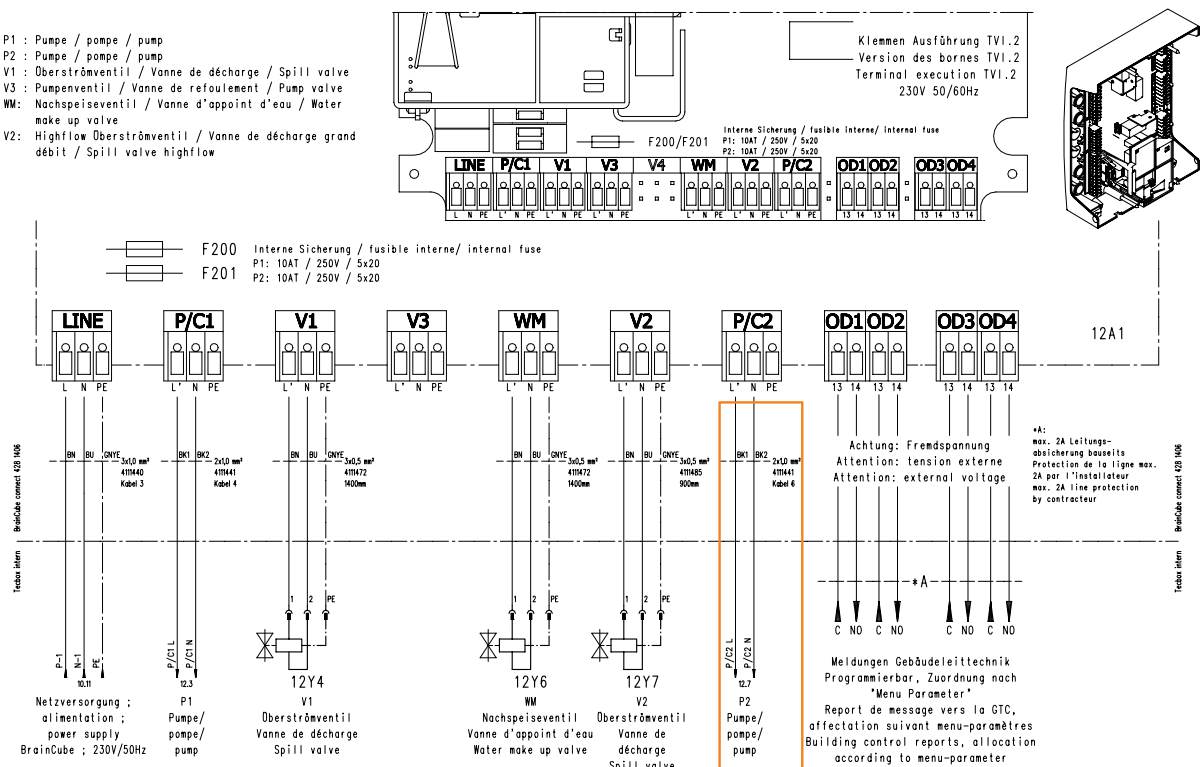 P1 : Pumpe / pompe / pump
P2 : Pumpe / pompe / pump
V1 : Oberströmventil / Vanne de décharge / Spill valve
V3 : Pumpenventil / Vanne de refoulement / Pump valve
WM: Nachspeiseventil / Vanne d'appoint d'eau / Water
make up valve
V2: Highflow Oberströmventil / Vanne de décharge grand
débit / Spill valve highflow
Klemmen Ausführung TV1.2
Version des bornes TV1.2
Terminal execution TV1.2
230V 50/60Hz
F200/F201
Interne Sicherung / fusible interne/ internal fuse
P1: 10AT / 250V / 5x20
P2: 10AT / 250V / 5x20
LINE P/C1 V1 V3 V4 WM V2 P/C2 OD1 OD2 OD3 OD4
L N PE L' N PE L' N PE L' N PE L' N PE L' N PE L' N PE 13 14 13 14 13 14 13 14
F200 Interne Sicherung / fusible interne/ internal fuse
P1: 10AT / 250V / 5x20
F201 P2: 10AT / 250V / 5x20
LINE P/C1 V1 V3 WM V2 P/C2 OD1 OD2 OD3 OD4
12A1
L N PE L' N PE L' N PE L' N PE L' N PE L' N PE L' N PE 13 14 13 14 13 14 13 14
BN BU GNYE
3x1,0 mm²
4111440
Kabel 3
BK1 BK2
2x1,0 mm²
4111441
Kabel 4
BN BU GNYE
3x0,5 mm²
4111472
1400mm
BN BU GNYE
3x0,5 mm²
4111472
1400mm
BN BU GNYE
3x0,5 mm²
4111485
900mm
BK1 BK2
2x1,0 mm²
4111441
Kabel 6
Achtung: Fremdspannung
Attention: tension externe
Attention: external voltage
*A:
max. 2A Leitungs-
absicherung bauseits
Protection de la ligne max.
2A par l'installateur
max. 2A line protection
by contracteur
BrainCube connect 428 1406
Tecbox intern
BrainCube connect 428 1406
Tecbox intern
*A
P-1 N-1 PE
10.11
Netzversorgung ;
alimentation ;
power supply
BrainCube ; 230V/50Hz
P/C1 L P/C1 N
12.3
P1
Pumpe/
pompe/
pump
1 2 PE
12Y4
V1
Oberströmventil
Vanne de décharge
Spill valve
1 2 PE
12Y6
WM
Nachspeiseventil
Vanne d'appoint d'eau
Water make up valve
1 2 PE
12Y7
V2
Oberströmventil
Vanne de
décharge
Spill valve
P/C2 L P/C2 N
12.7
P2
Pumpe/
pompe/
pump
C NO C NO C NO C NO
Meldungen Gebäudeleittechnik
Programmierbar, Zuordnung nach
"Menu Parameter"
Report de message vers la GTC,
affectation suivant menu-paramètres
Building control reports, allocation
according to menu-parameter